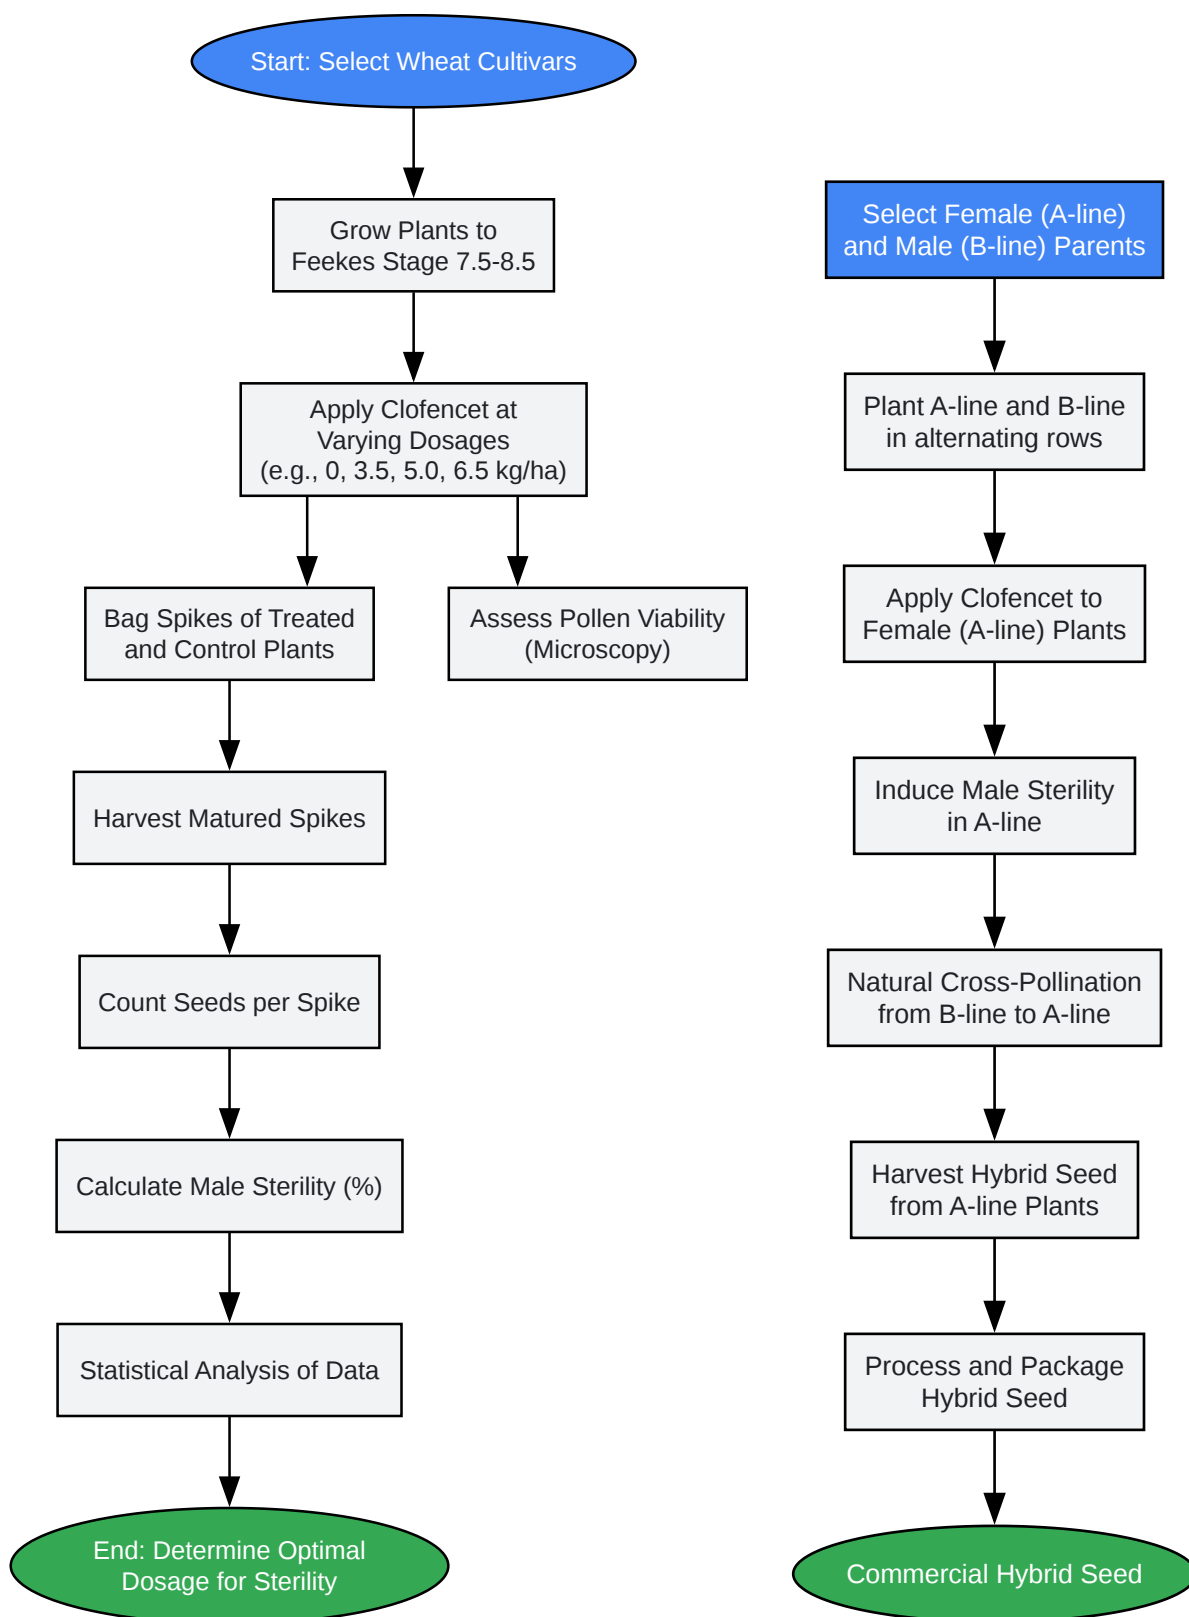 Start: Select Wheat Cultivars
Grow Plants to
Feekes Stage 7.5-8.5
Apply Clofencet at
Varying Dosages
(e.g., 0, 3.5, 5.0, 6.5 kg/ha)
Bag Spikes of Treated
and Control Plants
Assess Pollen Viability
(Microscopy)
Harvest Matured Spikes
Count Seeds per Spike
Calculate Male Sterility (%)
Statistical Analysis of Data
End: Determine Optimal
Dosage for Sterility
Select Female (A-line)
and Male (B-line) Parents
Plant A-line and B-line
in alternating rows
Apply Clofencet to
Female (A-line) Plants
Induce Male Sterility
in A-line
Natural Cross-Pollination
from B-line to A-line
Harvest Hybrid Seed
from A-line Plants
Process and Package
Hybrid Seed
Commercial Hybrid Seed